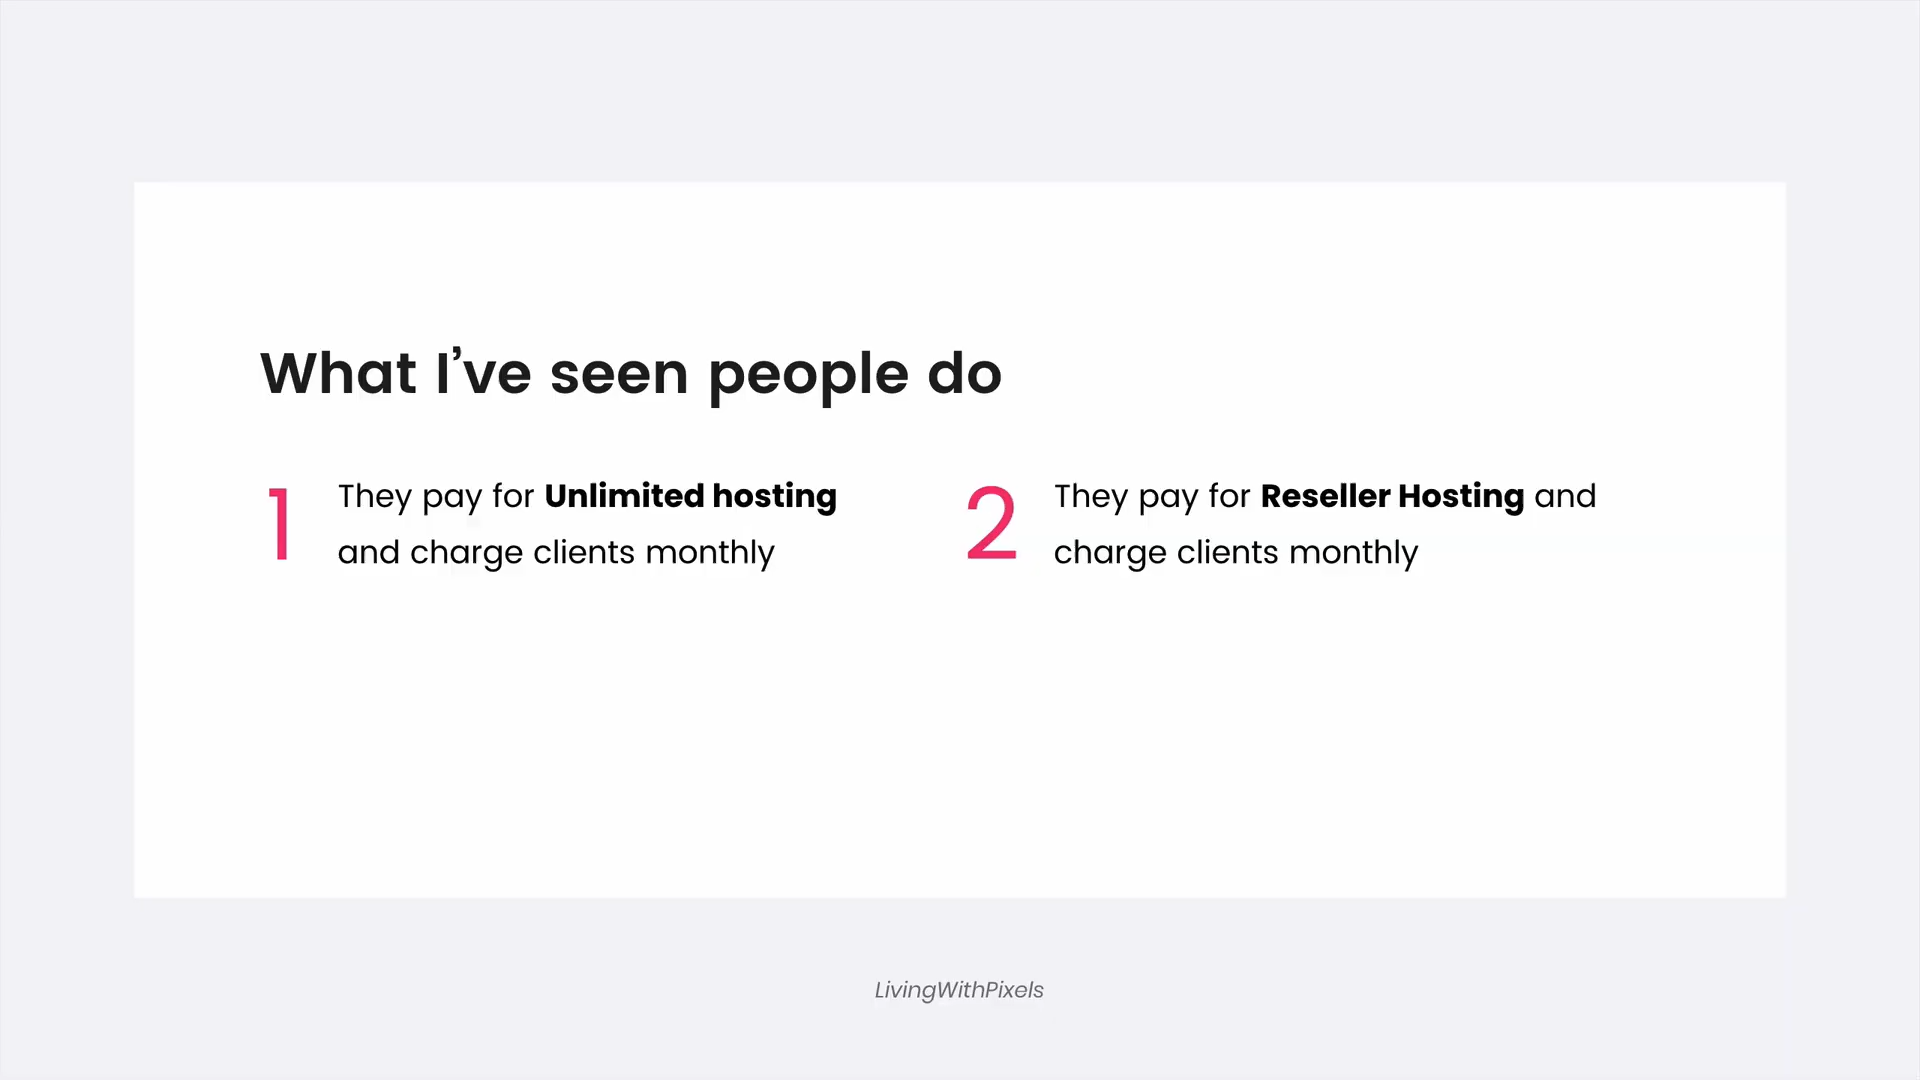 What I’ve seen people do
1
They pay for Unlimited hosting
and charge clients monthly
2
They pay for Reseller Hosting and
charge clients monthly
LivingWithPixels